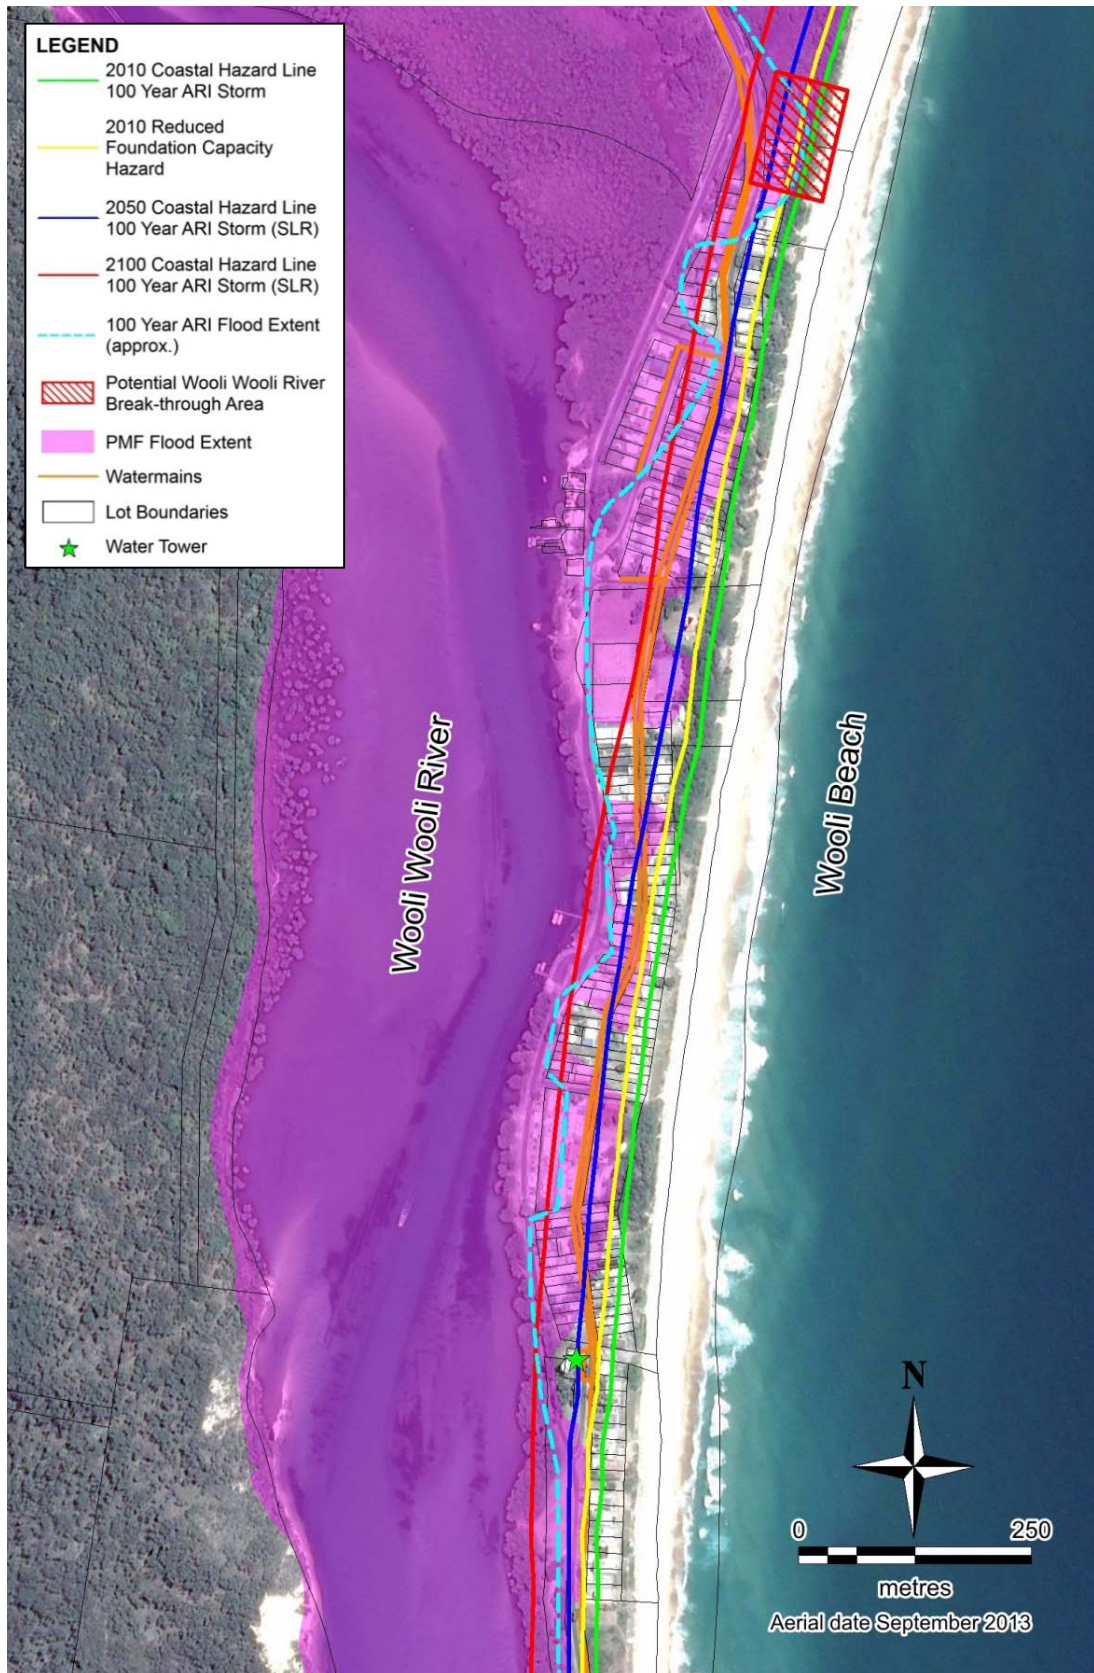 LEGEND
2010 Coastal Hazard Line
100 Year ARI Storm
2010 Reduced
Foundation Capacity
Hazard
2050 Coastal Hazard Line
100 Year ARI Storm (SLR)
2100 Coastal Hazard Line
100 Year ARI Storm (SLR)
100 Year ARI Flood Extent
(approx.)
Potential Wooli Wooli River
Break-through Area
PMF Flood Extent
Watermains
Lot Boundaries
Water Tower
Wooli Wooli River
Wooli Beach
N
0 250
metres
Aerial date September 2013